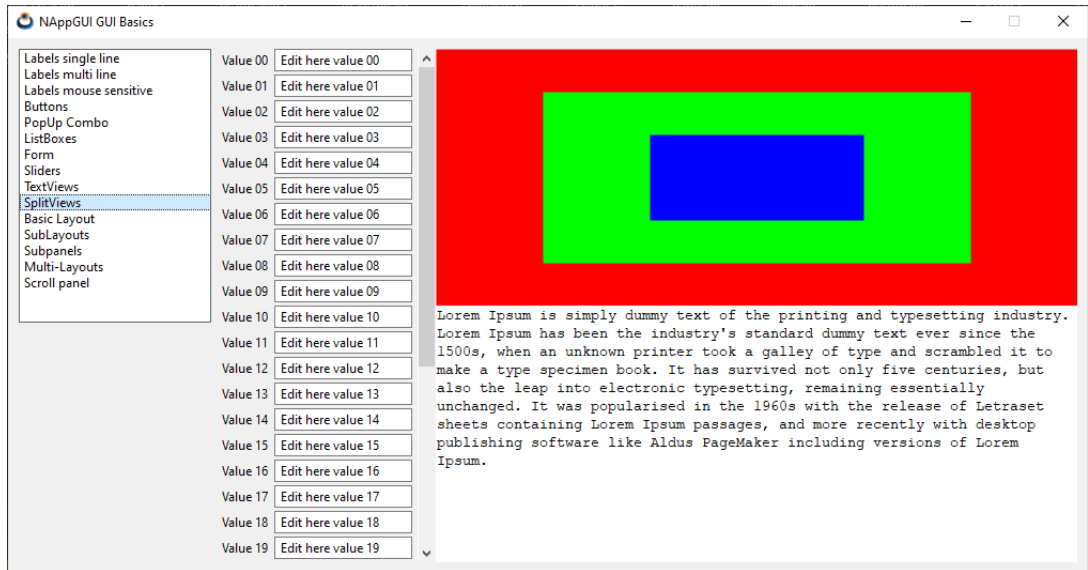 NAppGUI GUI Basics
Labels single line
Labels multi line
Labels mouse sensitive
Buttons
PopUp Combo
ListBoxes
Form
Sliders
TextViews
SplitViews
Basic Layout
SubLayouts
Subpanels
Multi-Layouts
Scroll panel
Value 00 Edit here value 00
Value 01 Edit here value 01
Value 02 Edit here value 02
Value 03 Edit here value 03
Value 04 Edit here value 04
Value 05 Edit here value 05
Value 06 Edit here value 06
Value 07 Edit here value 07
Value 08 Edit here value 08
Value 09 Edit here value 09
Value 10 Edit here value 10
Value 11 Edit here value 11
Value 12 Edit here value 12
Value 13 Edit here value 13
Value 14 Edit here value 14
Value 15 Edit here value 15
Value 16 Edit here value 16
Value 17 Edit here value 17
Value 18 Edit here value 18
Value 19 Edit here value 19
Lorem Ipsum is simply dummy text of the printing and typesetting industry.
Lorem Ipsum has been the industry's standard dummy text ever since the
1500s, when an unknown printer took a galley of type and scrambled it to
make a type specimen book. It has survived not only five centuries, but
also the leap into electronic typesetting, remaining essentially
unchanged. It was popularised in the 1960s with the release of Letraset
sheets containing Lorem Ipsum passages, and more recently with desktop
publishing software like Aldus PageMaker including versions of Lorem
Ipsum.